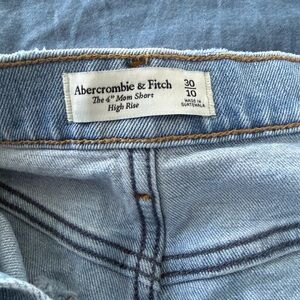 Abercrombie & Fitch
The 4" Mom Short
High Rise
30
10
MADE IN
GUATEMALA